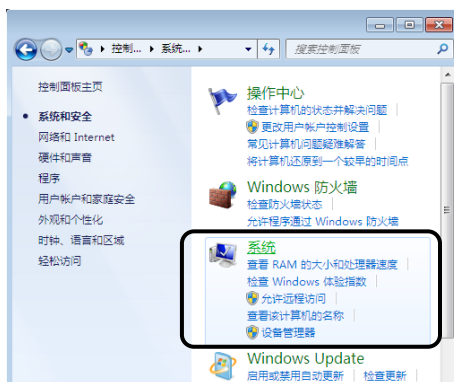 控制... 系统... 搜索控制面板
控制面板主页
系统和安全
网络和 Internet
硬件和声音
程序
用户帐户和家庭安全
外观和个性化
时钟、语言和区域
轻松访问
操作中心
检查计算机的状态并解决问题
更改用户帐户控制设置
常见计算机问题疑难解答
将计算机还原到一个较早的时间点
Windows 防火墙
检查防火墙状态
允许程序通过 Windows 防火墙
系统
查看 RAM 的大小和处理器速度
检查 Windows 体验指数
允许远程访问
查看该计算机的名称
设备管理器
Windows Update
启用或禁用自动更新 检查更新